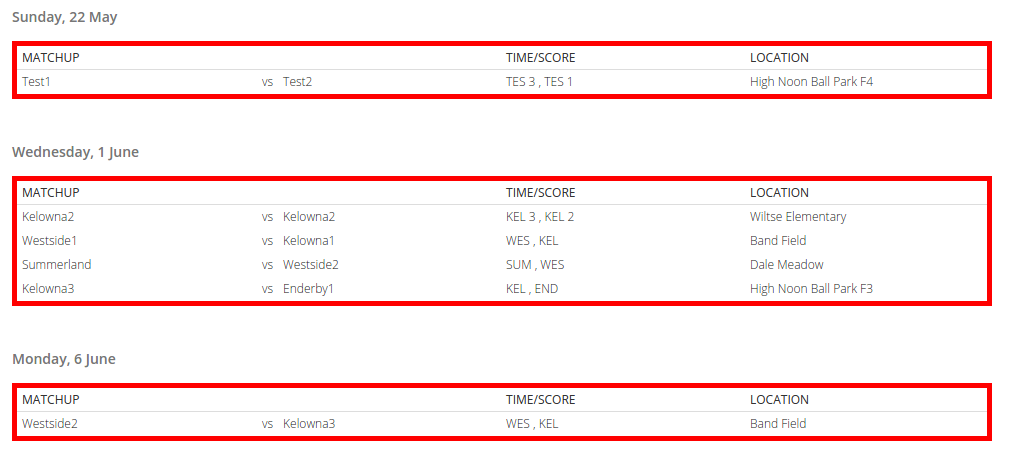 Sunday, 22 May
MATCHUP TIME/SCORE LOCATION
Test1 vs Test2 TES 3 , TES 1 High Noon Ball Park F4
Wednesday, 1 June
MATCHUP TIME/SCORE LOCATION
Kelowna2 vs Kelowna2 KEL 3 , KEL 2 Wiltse Elementary
Westside1 vs Kelowna1 WES , KEL Band Field
Summerland vs Westside2 SUM , WES Dale Meadow
Kelowna3 vs Enderby1 KEL , END High Noon Ball Park F3
Monday, 6 June
MATCHUP TIME/SCORE LOCATION
Westside2 vs Kelowna3 WES , KEL Band Field